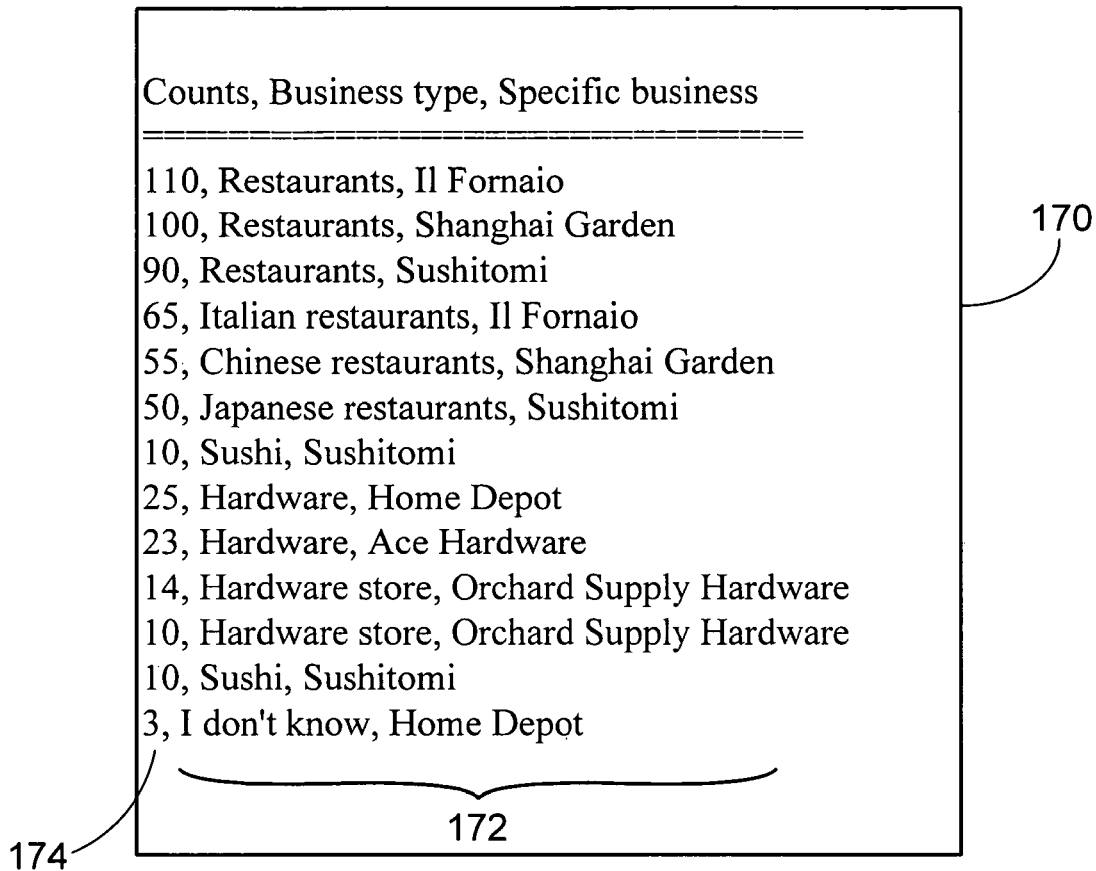 Counts, Business type, Specific business
==================================
110, Restaurants, Il Fornaio
100, Restaurants, Shanghai Garden
170
90, Restaurants, Sushitomi
65, Italian restaurants, Il Fornaio
55, Chinese restaurants, Shanghai Garden
50, Japanese restaurants, Sushitomi
10, Sushi, Sushitomi
25, Hardware, Home Depot
23, Hardware, Ace Hardware
14, Hardware store, Orchard Supply Hardware
10, Hardware store, Orchard Supply Hardware
10, Sushi, Sushitomi
3, I don't know, Home Depot
172
174